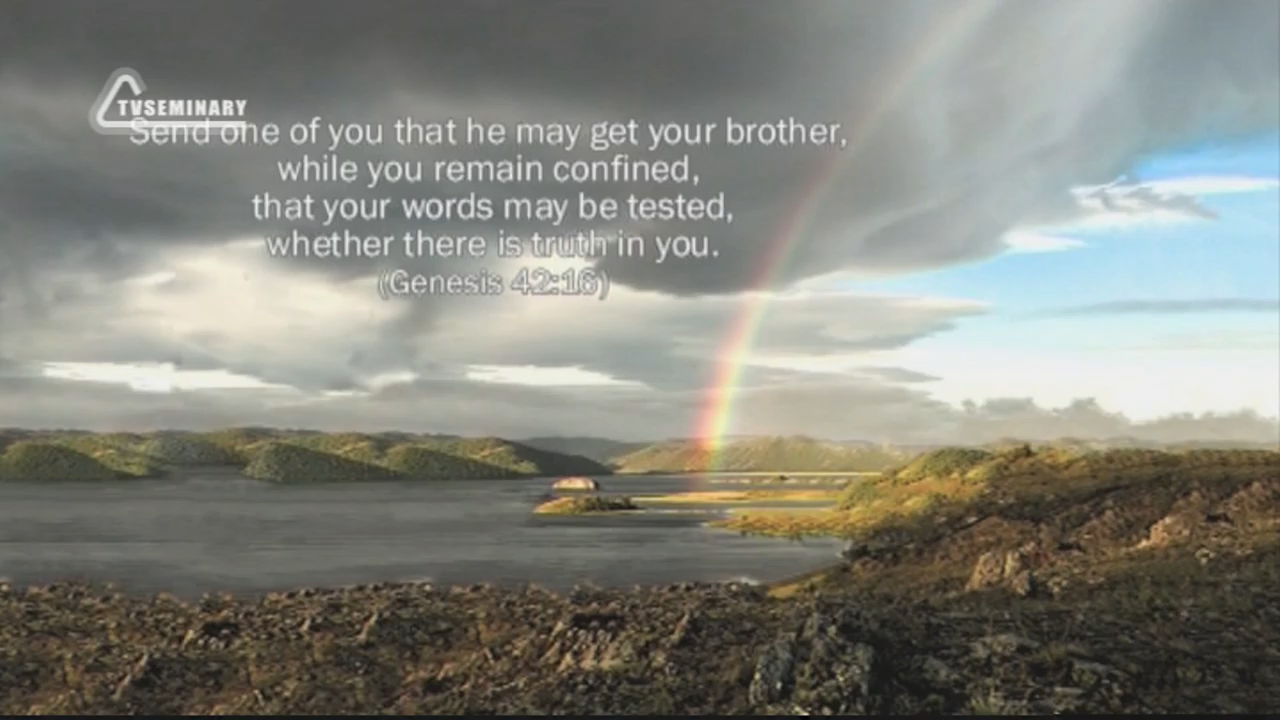 TVSEMINARY
Send one of you that he may get your brother,
while you remain confined,
that your words may be tested,
whether there is truth in you.
(Genesis 42:16)